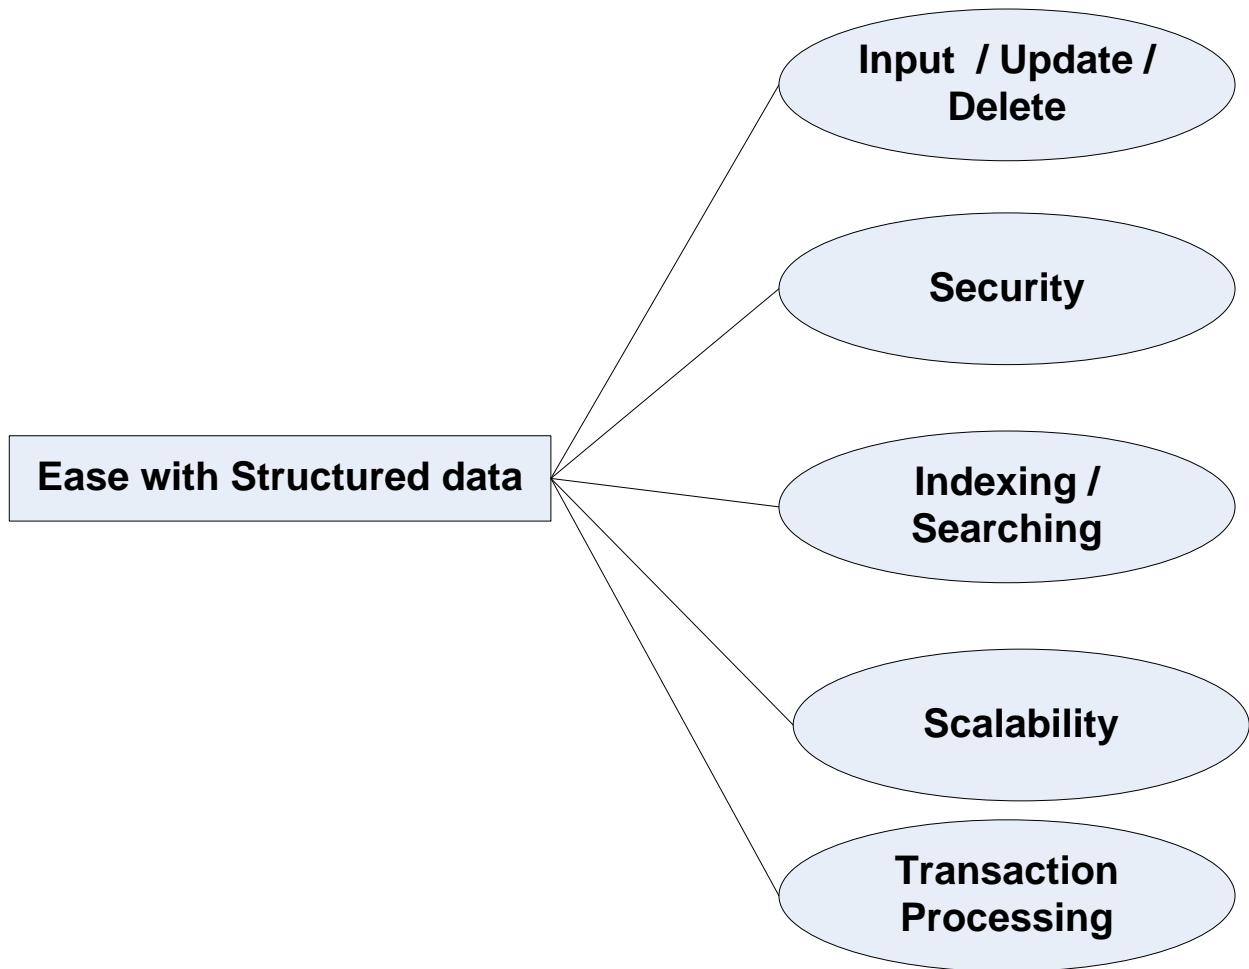 Input / Update /
Delete
Security
Ease with Structured data
Indexing /
Searching
Scalability
Transaction
Processing